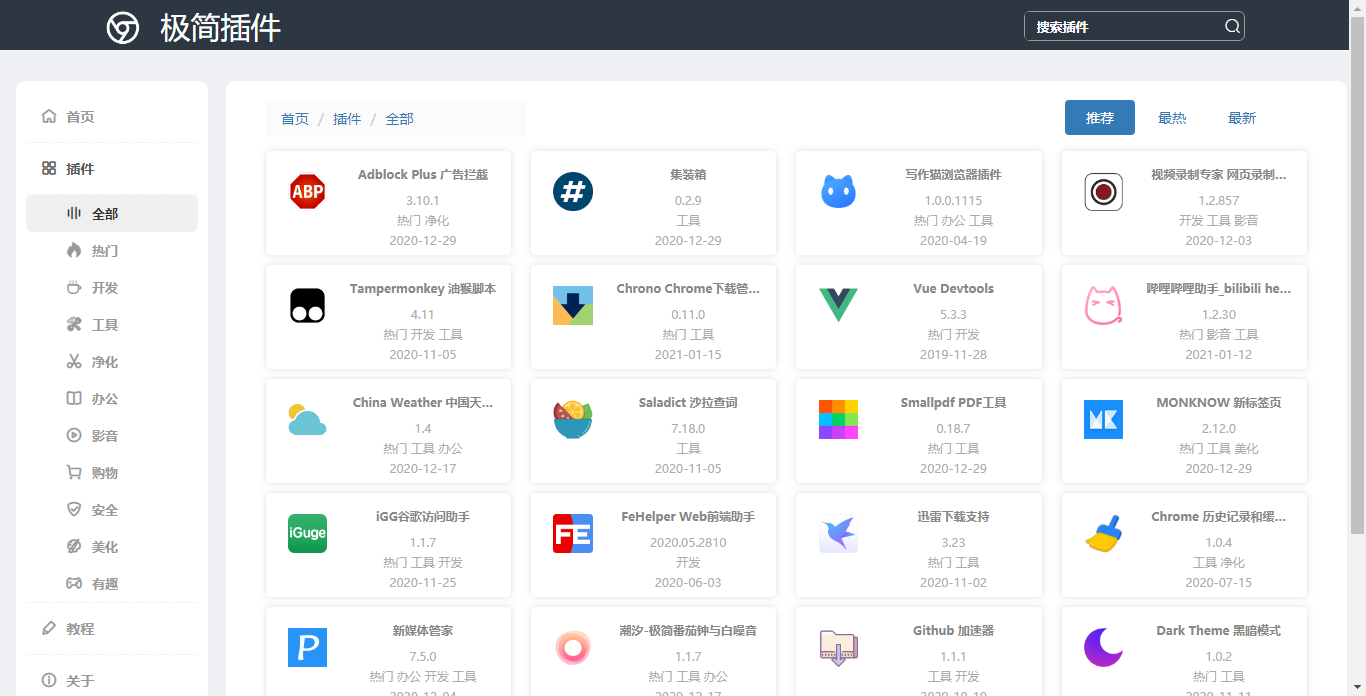 极简插件
搜索插件
首页
插件
全部
热门
开发
工具
净化
办公
影音
购物
安全
美化
有趣
教程
关于
首页 / 插件 / 全部
推荐 最热 最新
ABP
Adblock Plus 广告拦截
3.10.1
热门 净化
2020-12-29
#
集装箱
0.2.9
工具
2020-12-29
写作猫浏览器插件
1.0.0.1115
热门 办公 工具
2020-04-19
视频录制专家 网页录制...
1.2.857
开发 工具 影音
2020-12-03
Tampermonkey 油猴脚本
4.11
热门 开发 工具
2020-11-05
Chrono Chrome下载管...
0.11.0
热门 工具
2021-01-15
Vue Devtools
5.3.3
热门 开发
2019-11-28
哔哩哔哩助手_bilibili he...
1.2.30
热门 影音 工具
2021-01-12
China Weather 中国天...
1.4
热门 工具 办公
2020-12-17
Saladict 沙拉查词
7.18.0
工具
2020-11-05
Smallpdf PDF工具
0.18.7
热门 工具
2020-12-29
MK
MONKNOW 新标签页
2.12.0
热门 工具 美化
2020-12-29
iGuge
iGG谷歌访问助手
1.1.7
热门 工具 开发
2020-11-25
FE
FeHelper Web前端助手
2020.05.2810
开发
2020-06-03
迅雷下载支持
3.23
热门 工具
2020-11-02
Chrome 历史记录和缓...
1.0.4
工具 净化
2020-07-15
P
新媒体管家
7.5.0
热门 办公 开发 工具
2020-12-04
潮汐-极简番茄钟与白噪音
1.1.7
热门 工具 办公
2020-12-17
Github 加速器
1.1.1
工具 开发
2020-10-19
Dark Theme 黑暗模式
1.0.2
热门 工具
2020-11-11